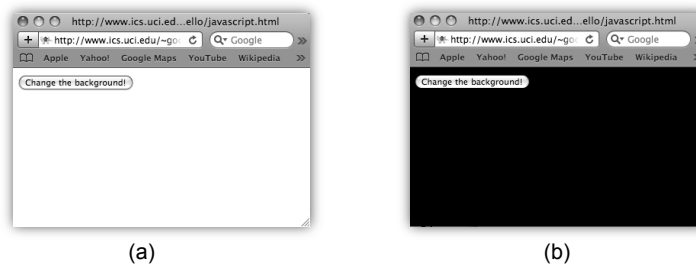 http://www.ics.uci.ed...ello/javascript.html
http://www.ics.uci.edu/~go
Google
Apple Yahoo! Google Maps YouTube Wikipedia
Change the background!
(a)
http://www.ics.uci.ed...ello/javascript.html
http://www.ics.uci.edu/~go
Google
Apple Yahoo! Google Maps YouTube Wikipedia
Change the background!
(b)